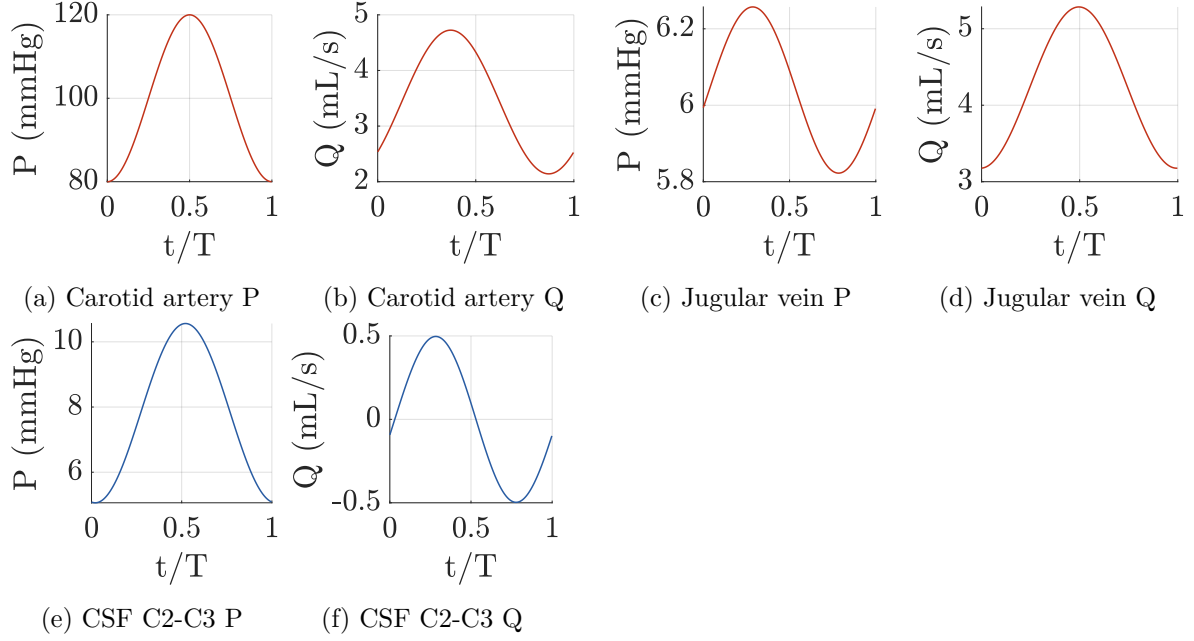 P (mmHg)
120
100
80
0
0.5
1
t/T
(a) Carotid artery P
Q (mL/s)
5
4
3
2
0
0.5
1
t/T
(b) Carotid artery Q
P (mmHg)
6.2
6
5.8
0
0.5
1
t/T
(c) Jugular vein P
Q (mL/s)
5
4
3
0
0.5
1
t/T
(d) Jugular vein Q
P (mmHg)
10
8
6
0
0.5
1
t/T
(e) CSF C2-C3 P
Q (mL/s)
0.5
0
-0.5
0
0.5
1
t/T
(f) CSF C2-C3 Q